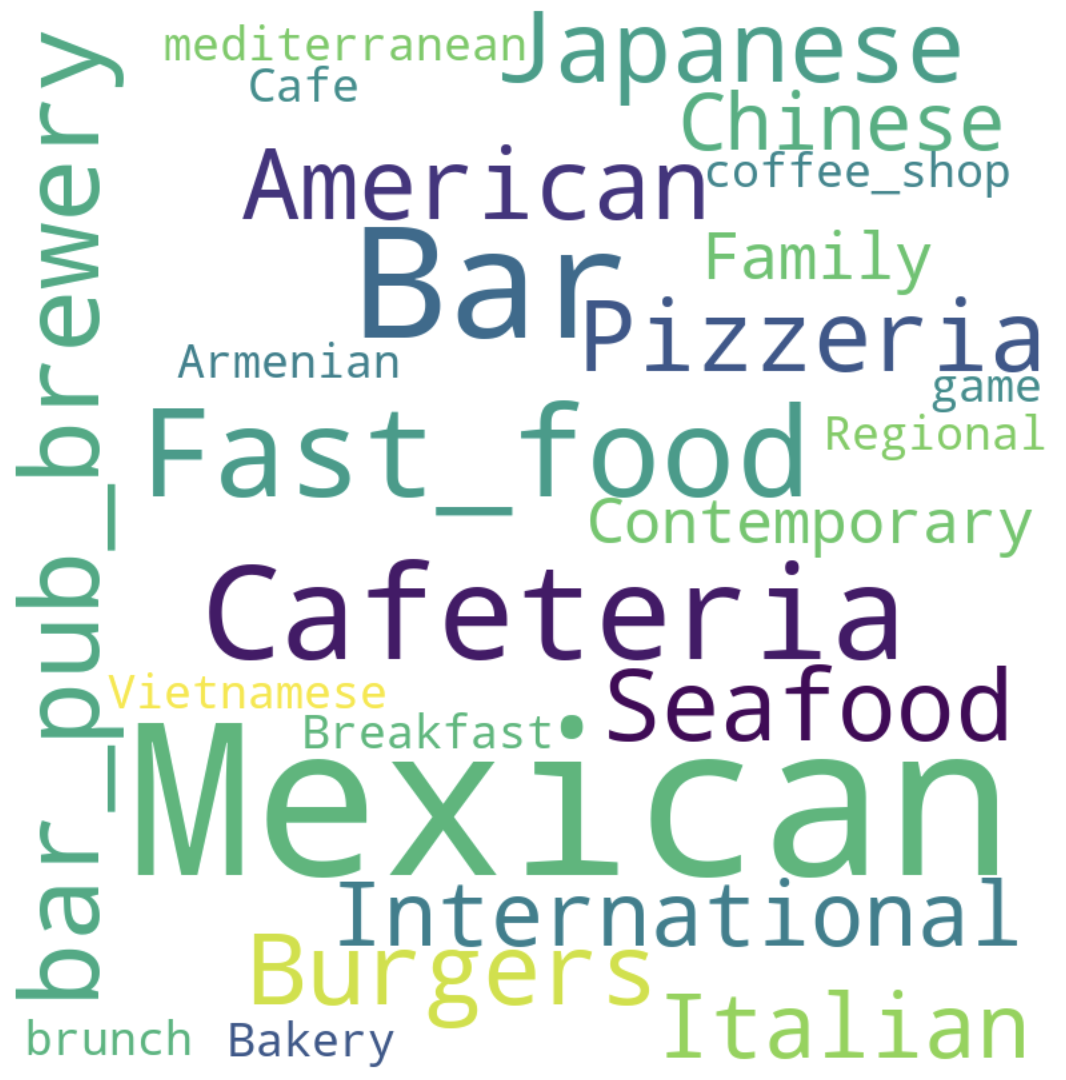 bar_pub_brewery
mediterranean
Japanese
Cafe
Chinese
American
coffee_shop
Bar
Family
Pizzeria
Armenian
game
Fast_food
Regional
Contemporary
Cafeteria
Vietnamese
Seafood
Breakfast
Mexican
International
Burgers
Italian
brunch
Bakery